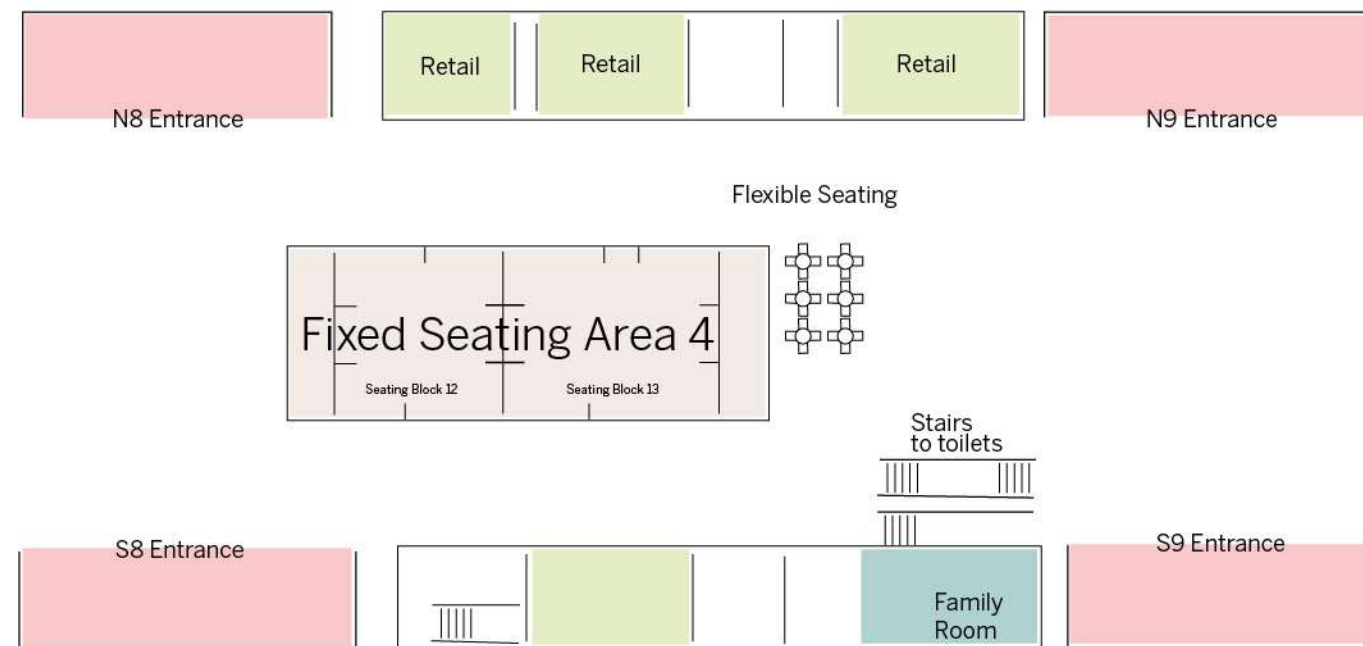 Retail
Retail
Retail
N8 Entrance
N9 Entrance
Flexible Seating
Fixed Seating Area 4
Seating Block 12
Seating Block 13
Stairs
to toilets
S8 Entrance
S9 Entrance
Family
Room